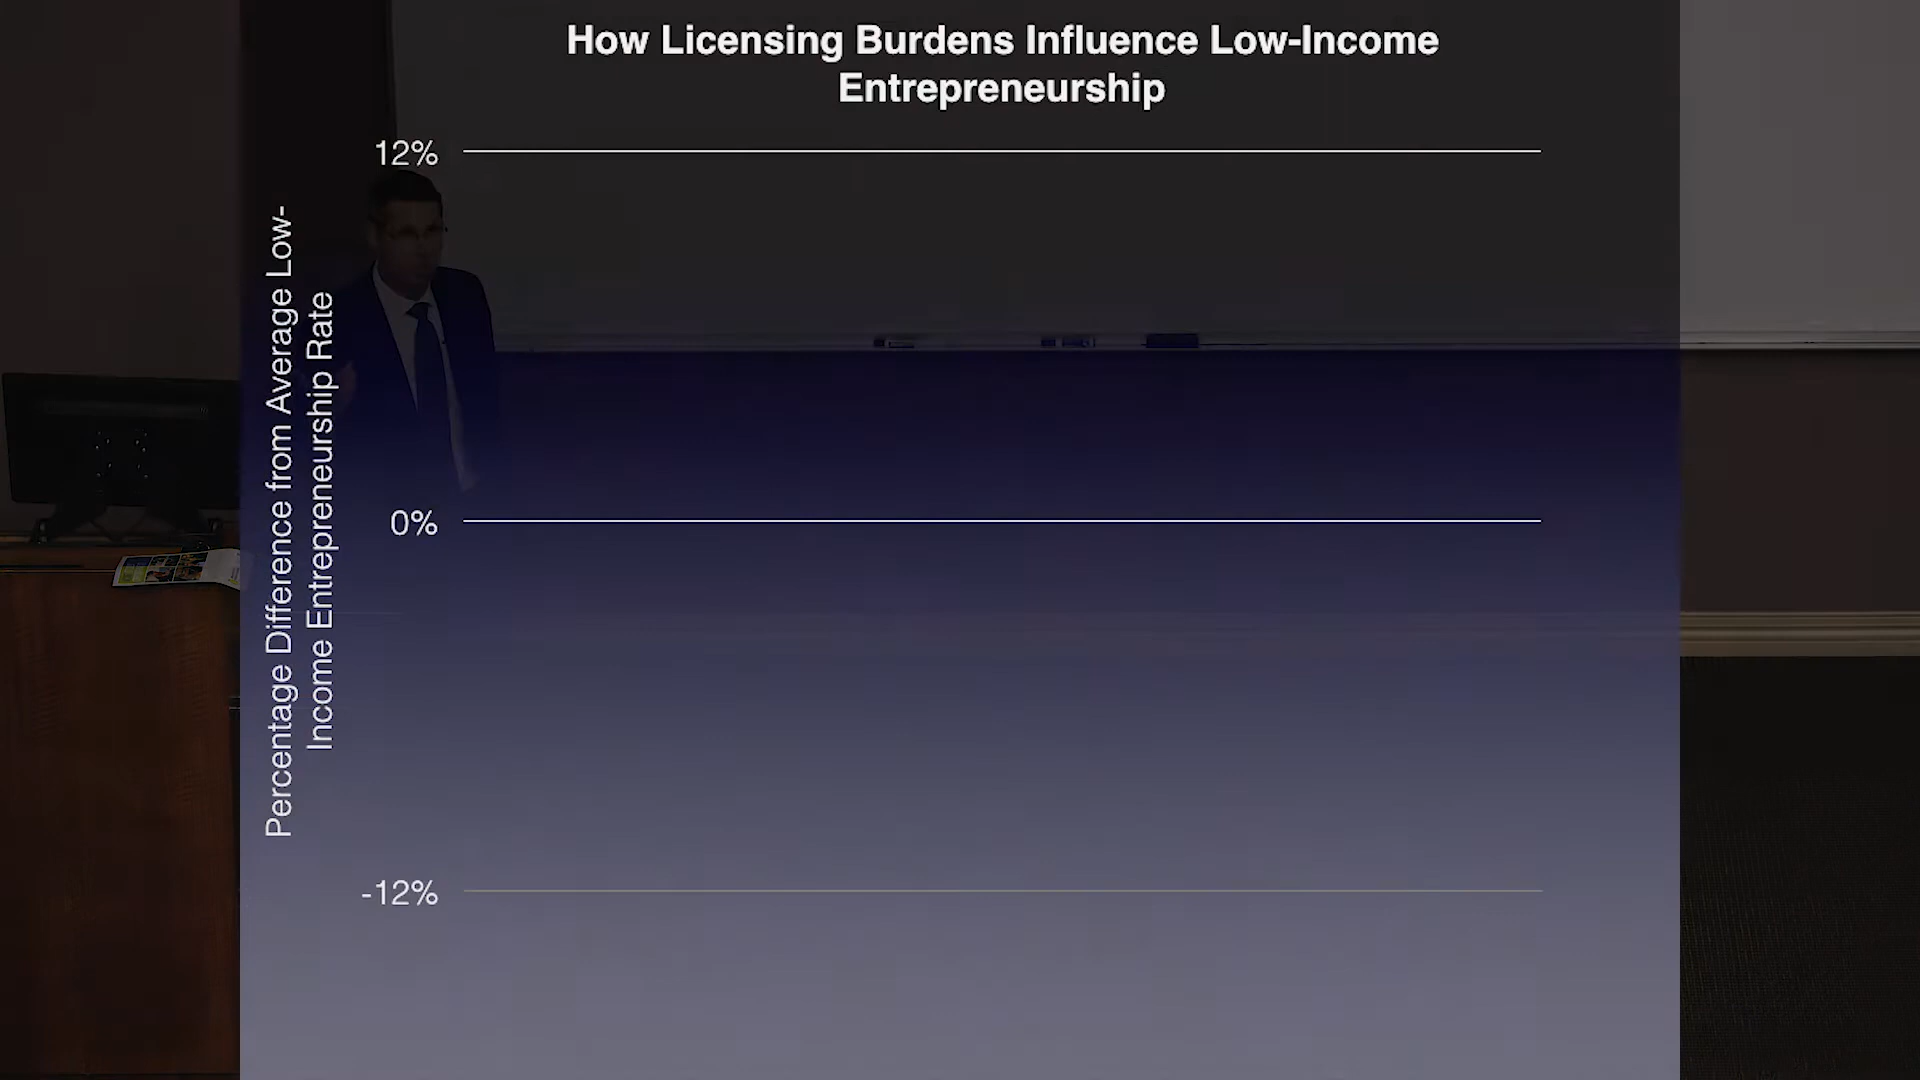 How Licensing Burdens Influence Low-Income
Entrepreneurship
12%
Percentage Difference from Average Low-
Income Entrepreneurship Rate
0%
-12%